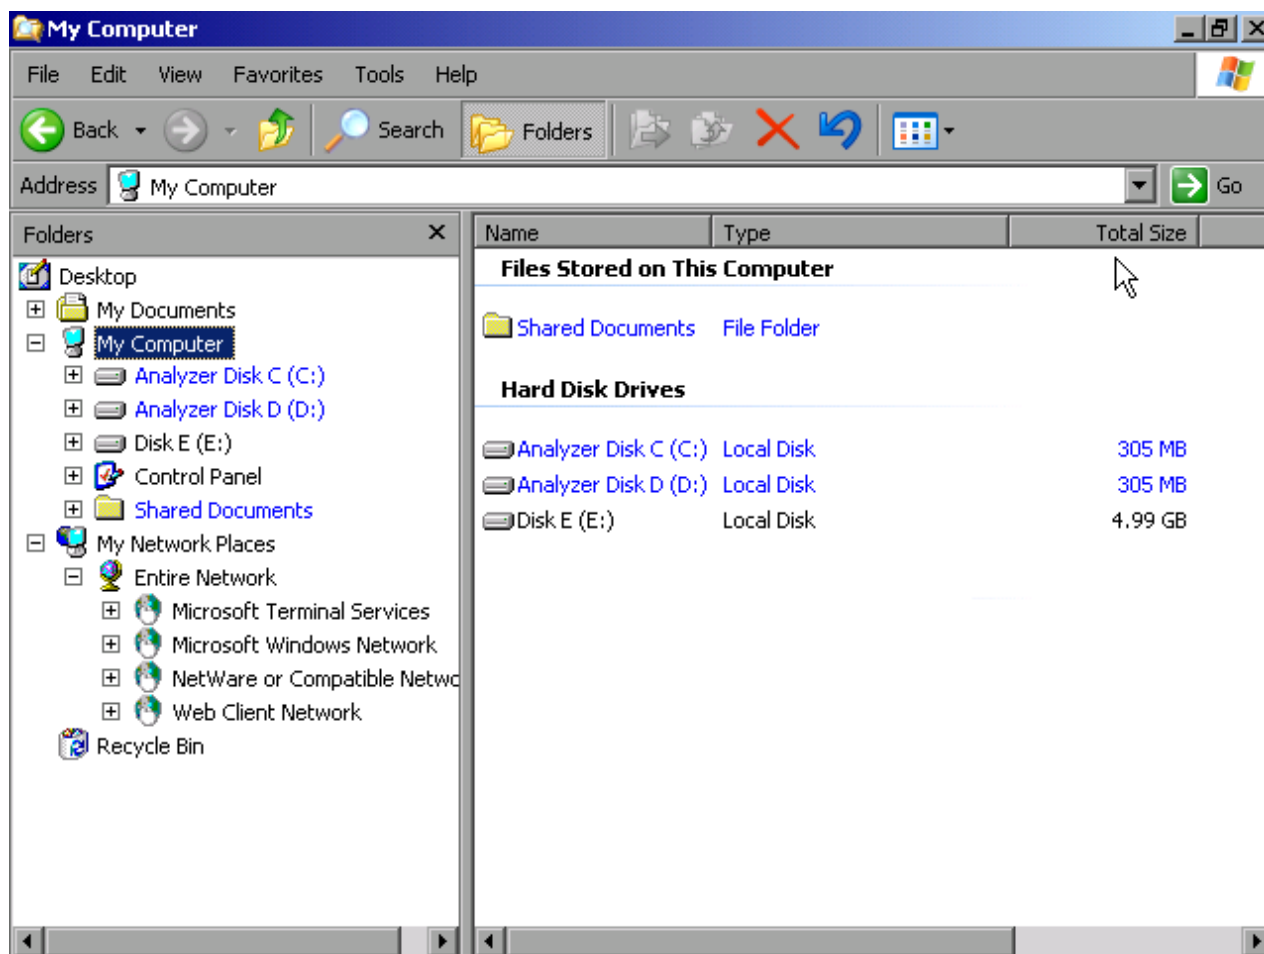 My Computer
File Edit View Favorites Tools Help
Back Search Folders
Address My Computer Go
Folders
Desktop
My Documents
My Computer
Analyzer Disk C (C:)
Analyzer Disk D (D:)
Disk E (E:)
Control Panel
Shared Documents
My Network Places
Entire Network
Microsoft Terminal Services
Microsoft Windows Network
NetWare or Compatible Netwo
Web Client Network
Recycle Bin
Name Type Total Size
Files Stored on This Computer
Shared Documents File Folder
Hard Disk Drives
Analyzer Disk C (C:) Local Disk 305 MB
Analyzer Disk D (D:) Local Disk 305 MB
Disk E (E:) Local Disk 4.99 GB